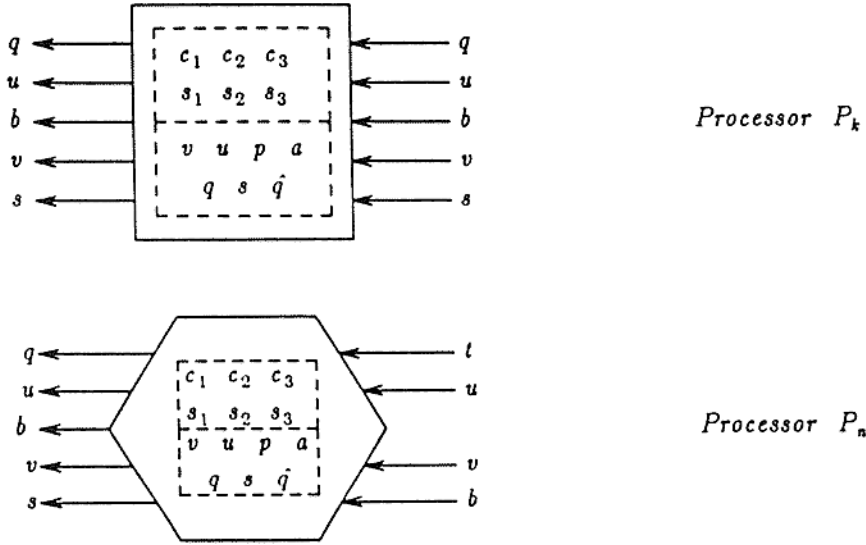 q c₁ c₂ c₃ q
u s₁ s₂ s₃ u
b b Processor Pₖ
v v u p a v
s q s q̂ s
q c₁ c₂ c₃ t
u s₁ s₂ s₃ u
b v u p a Processor Pₙ
v q s q̂ v
s b